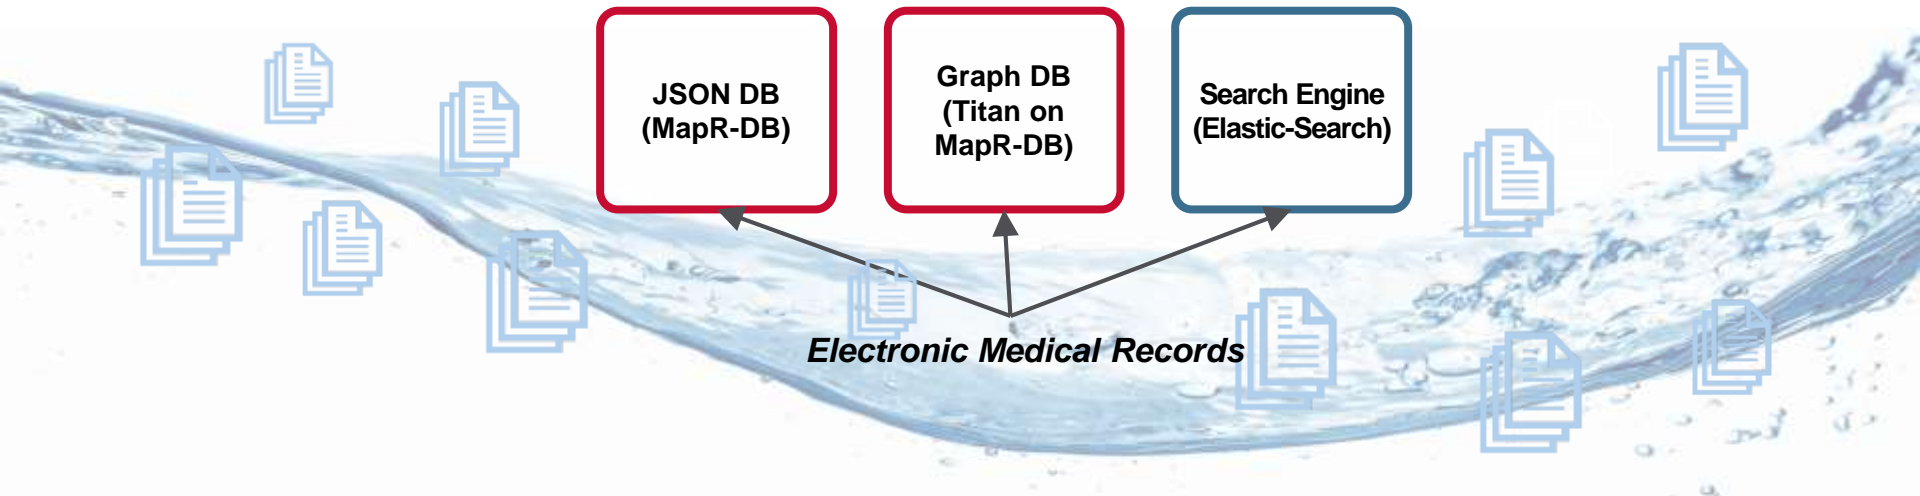 JSON DB
(MapR-DB)
Graph DB
(Titan on
MapR-DB)
Search Engine
(Elastic-Search)
Electronic Medical Records